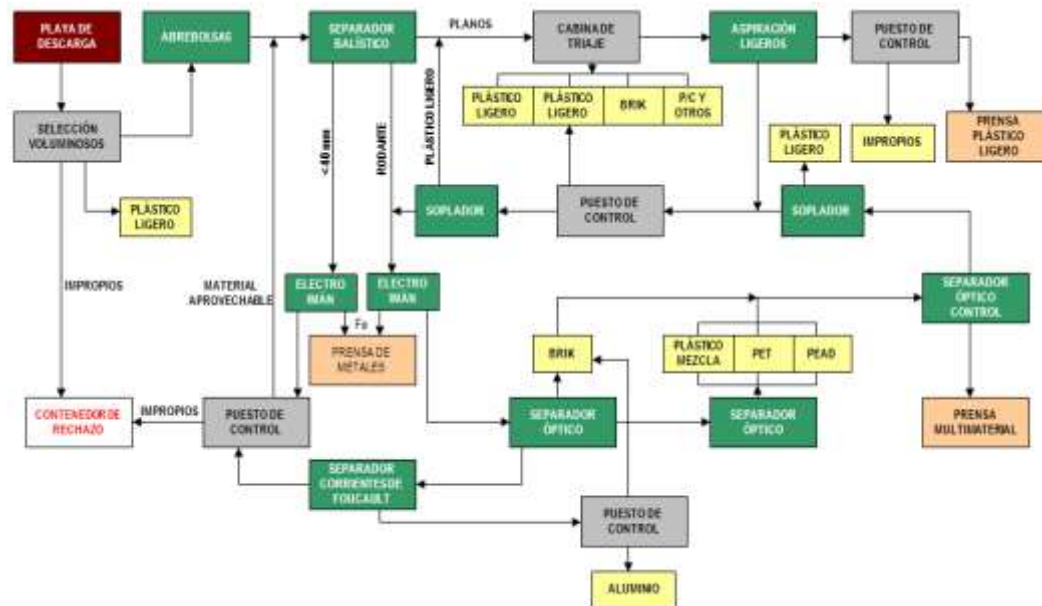 PLAYA DE
DESCARGA
ABREBOLSAS
SEPARADOR
BALÍSTICO
PLANOS
CABINA DE
TRIAJE
ASPIRACIÓN
LIGEROS
PUESTO DE
CONTROL
SELECCIÓN
VOLUMINOSOS
PLÁSTICO
LIGERO
PLÁSTICO
LIGERO
BRIK
P/C Y
OTROS
PLÁSTICO
LIGERO
IMPROPIOS
PRENSA
PLÁSTICO
LIGERO
<40 mm
RODANTE
PLÁSTICO LIGERO
PLÁSTICO
LIGERO
SOPLADOR
PUESTO DE
CONTROL
SOPLADOR
IMPROPIOS
MATERIAL
APROVECHABLE
ELECTRO
IMÁN
ELECTRO
IMÁN
SEPARADOR
ÓPTICO
CONTROL
Fe
PRENSA DE
METALES
BRIK
PLÁSTICO
MEZCLA
PET
PEAD
CONTENEDOR DE
RECHAZO
IMPROPIOS
PUESTO DE
CONTROL
SEPARADOR
ÓPTICO
SEPARADOR
ÓPTICO
PRENSA
MULTIMATERIAL
SEPARADOR
CORRIENTES DE
FOUCAULT
PUESTO DE
CONTROL
ALUMINIO